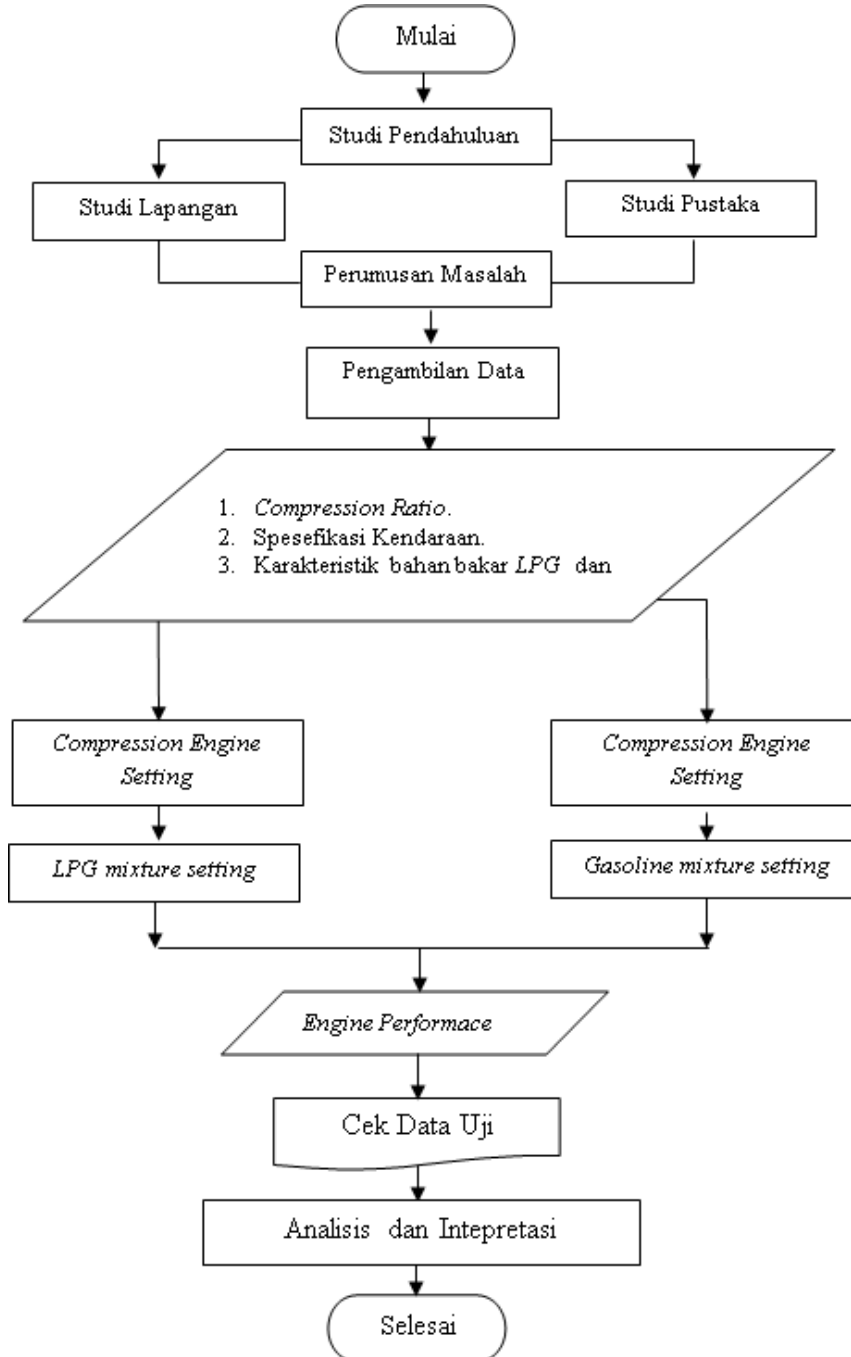 Mulai
Studi Pendahuluan
Studi Lapangan
Studi Pustaka
Perumusan Masalah
Pengambilan Data
1. Compression Ratio.
2. Spesefikasi Kendaraan.
3. Karakteristik bahan bakar LPG dan
Compression Engine
Setting
Compression Engine
Setting
LPG mixture setting
Gasoline mixture setting
Engine Performace
Cek Data Uji
Analisis dan Intepretasi
Selesai